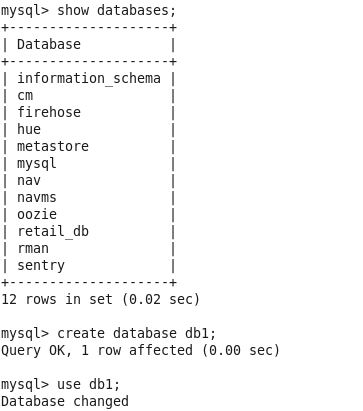 mysql> show databases;
+--------------------+
| Database           |
+--------------------+
| information_schema |
| cm                 |
| firehose           |
| hue                |
| metastore          |
| mysql              |
| nav                |
| navms              |
| oozie              |
| retail_db          |
| rman               |
| sentry             |
+--------------------+
12 rows in set (0.02 sec)
mysql> create database db1;
Query OK, 1 row affected (0.00 sec)
mysql> use db1;
Database changed